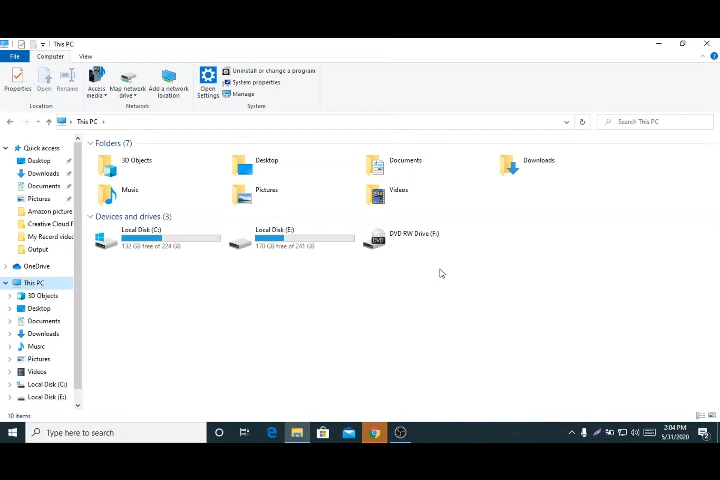 This PC
File
Computer
View
Properties
Open
Rename
Access media
Map network drive
Add a network location
Open Settings
Uninstall or change a program
System properties
Manage
Location
Network
System
This PC
Search This PC
Quick access
Desktop
Downloads
Documents
Pictures
Amazon picture
Creative Cloud F
My Record video
Output
OneDrive
This PC
3D Objects
Desktop
Documents
Downloads
Music
Pictures
Videos
Local Disk (C:)
Local Disk (E:)
Folders (7)
3D Objects
Desktop
Documents
Downloads
Music
Pictures
Videos
Devices and drives (3)
Local Disk (C:)
132 GB free of 224 GB
Local Disk (E:)
170 GB free of 241 GB
DVD
DVD RW Drive (F:)
10 items
Type here to search
2:04 PM
5/31/2020
2